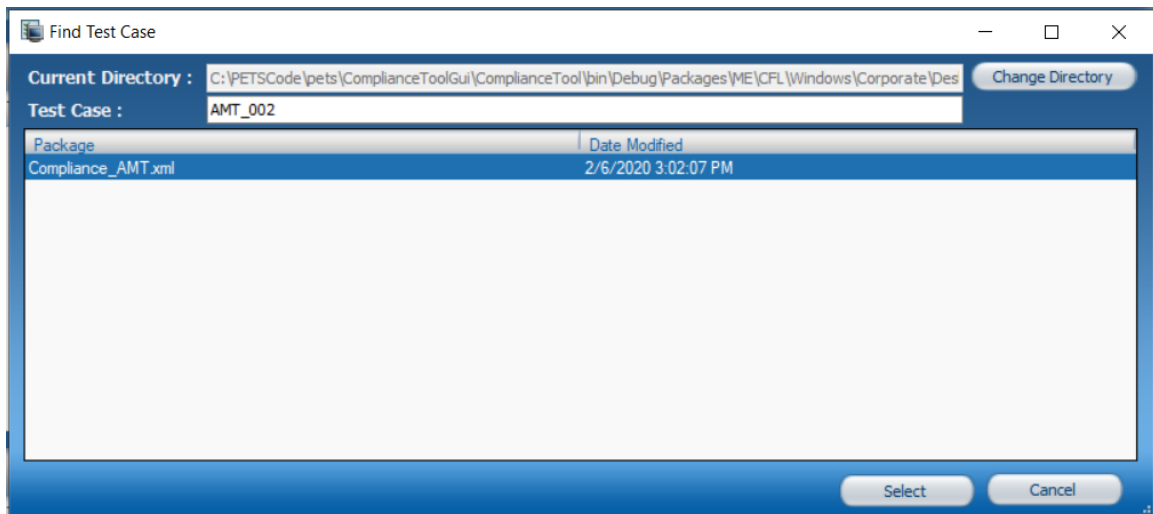 Find Test Case
Current Directory : C:\PETSCode\pets\ComplianceToolGui\ComplianceTool\bin\Debug\Packages\ME\CFL\Windows\Corporate\Des Change Directory
Test Case : AMT_002
Package Date Modified
Compliance_AMT.xml 2/6/2020 3:02:07 PM
Select Cancel